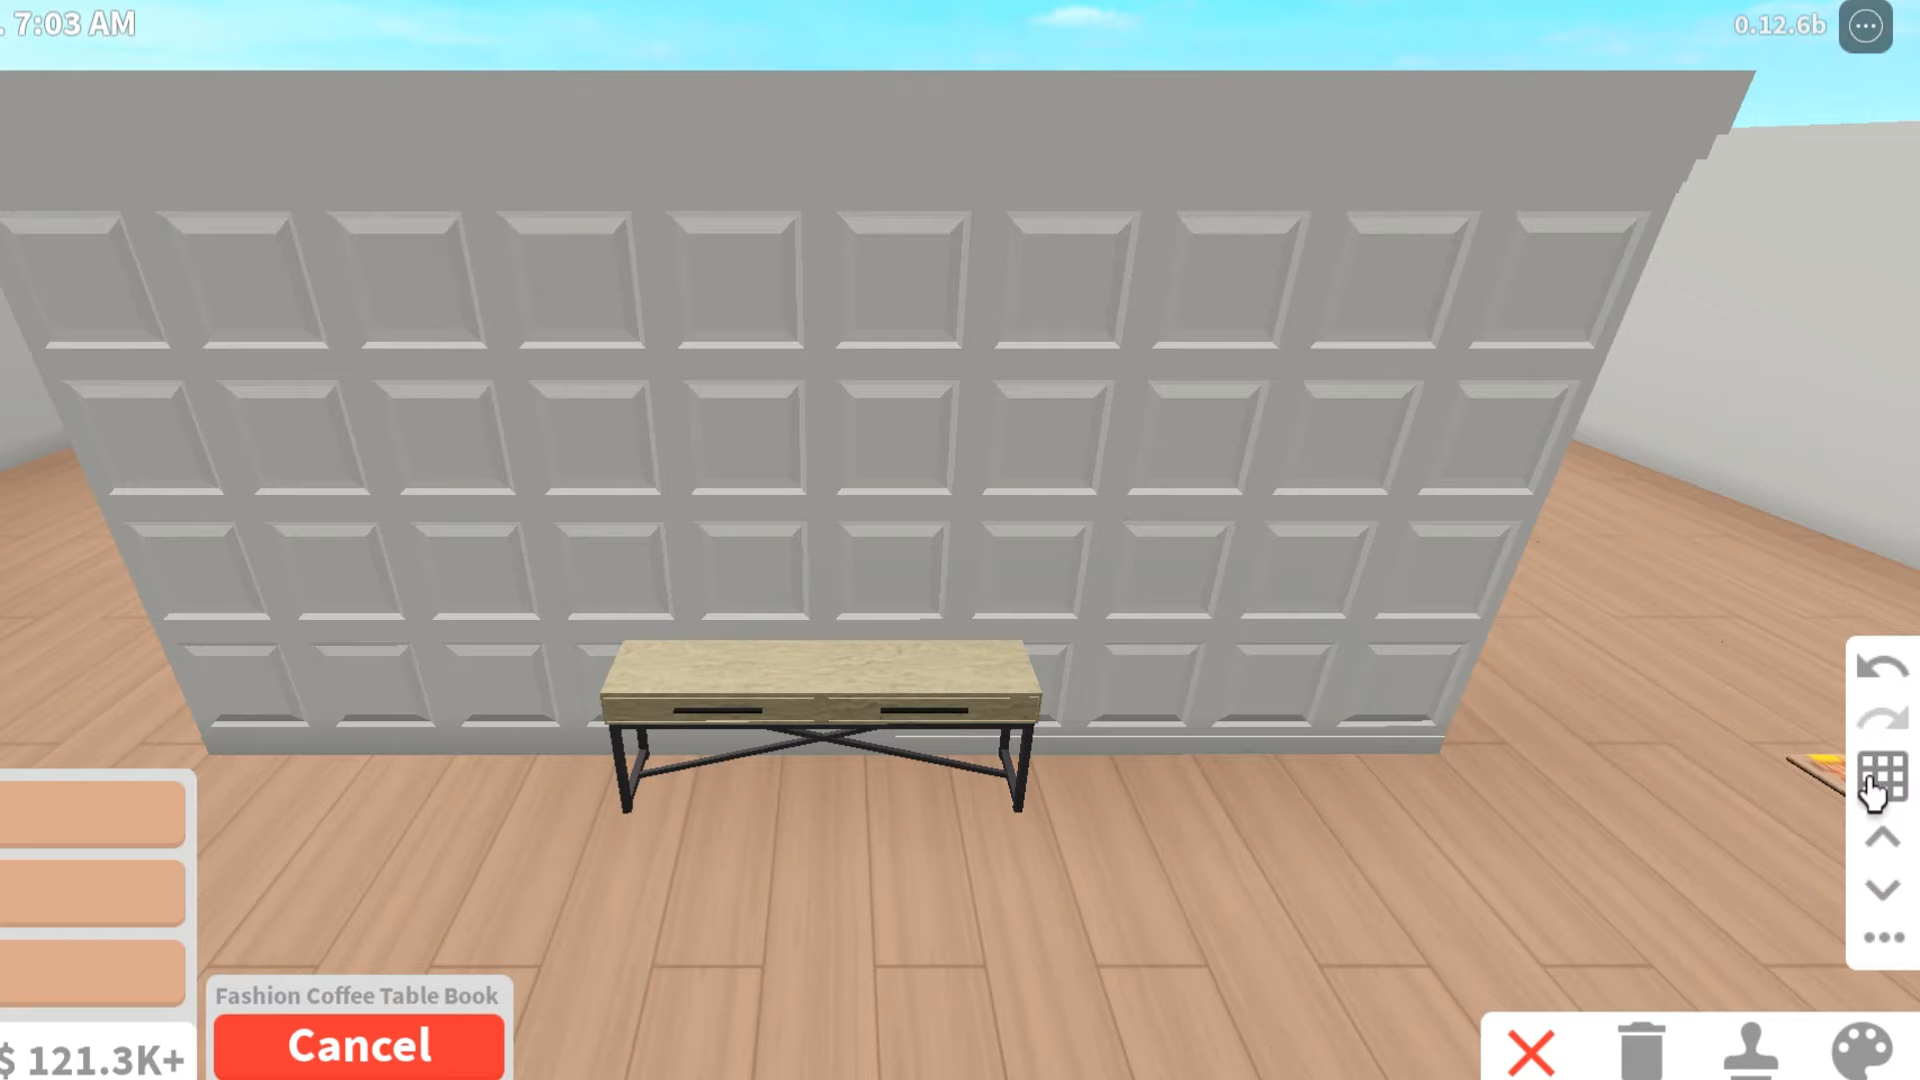 . 7:03 AM
0.12.6b
Fashion Coffee Table Book
Cancel
$ 121.3K+